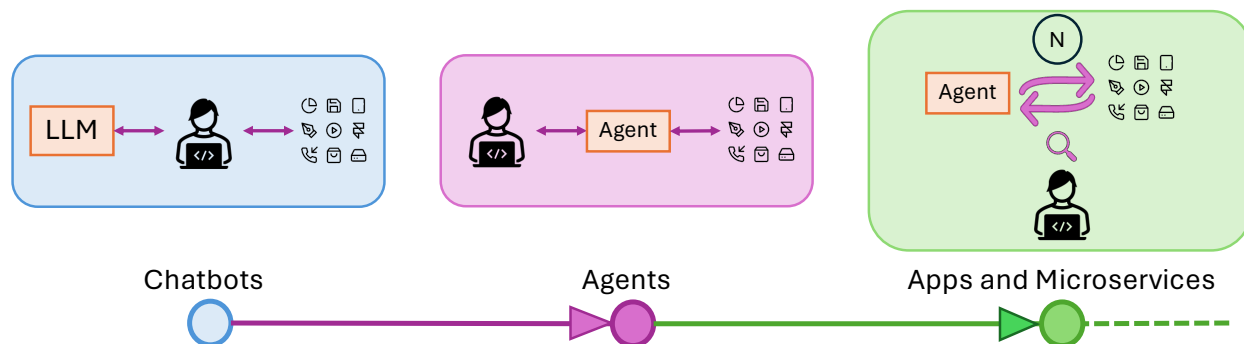 LLM
</>
Chatbots
</>
Agent
Agents
N
Agent
</>
Apps and Microservices